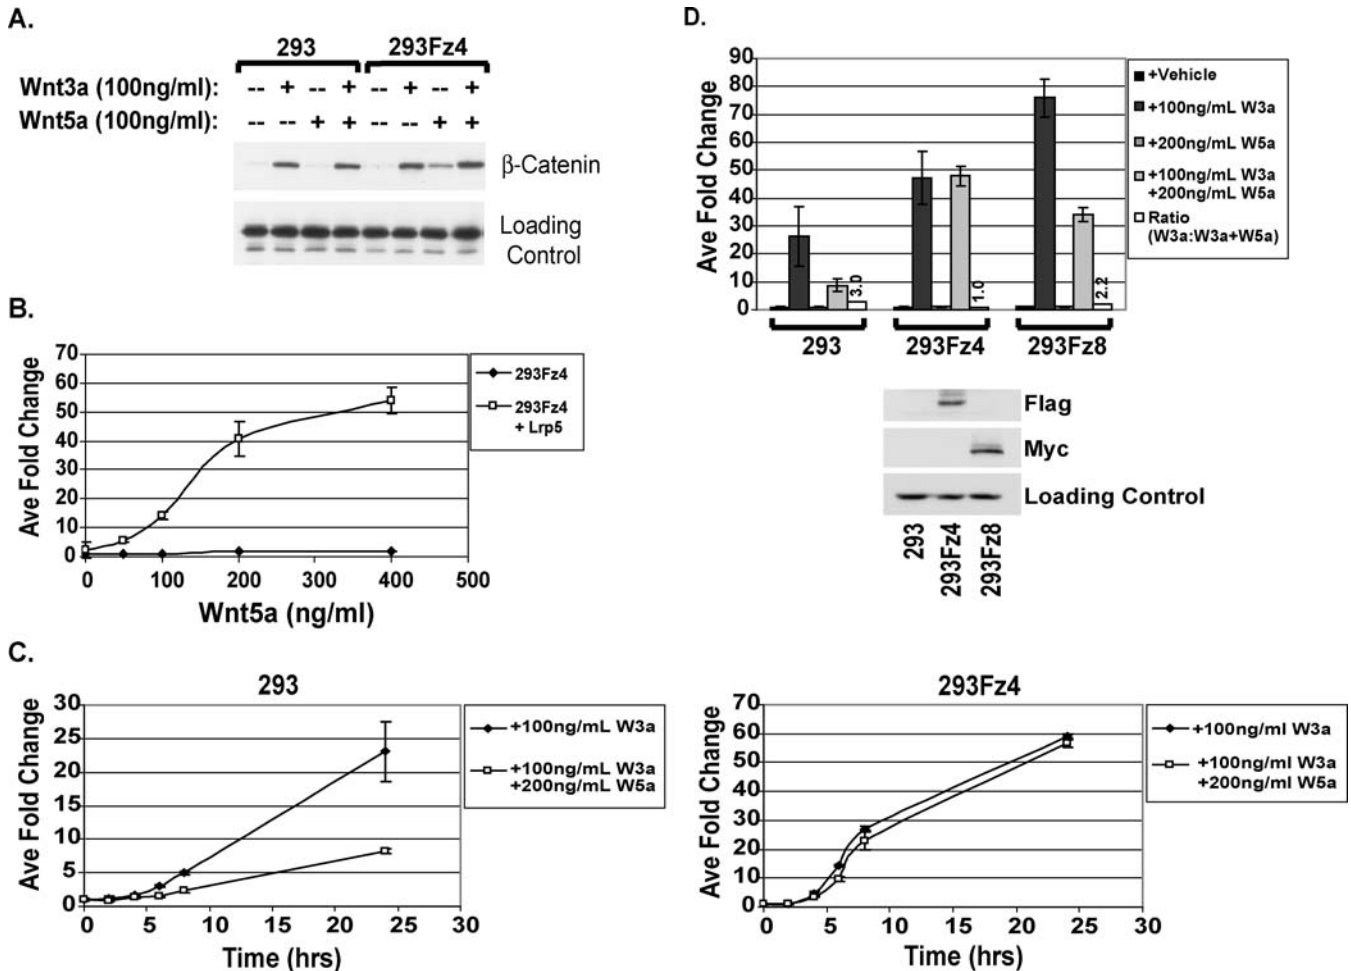 A.
293 293Fz4
Wnt3a (100ng/ml): -- + -- + -- + -- +
Wnt5a (100ng/ml): -- -- + + -- -- + +
β-Catenin
Loading
Control
B.
Ave Fold Change
70
60
50
40
30
20
10
0
0 100 200 300 400 500
Wnt5a (ng/ml)
293Fz4
293Fz4
+ Lrp5
D.
Ave Fold Change
90
80
70
60
50
40
30
20
10
0
3.0
1.0
2.2
293 293Fz4 293Fz8
+Vehicle
+100ng/mL W3a
+200ng/mL W5a
+100ng/mL W3a
+200ng/mL W5a
Ratio
(W3a:W3a+W5a)
Flag
Myc
Loading Control
293
293Fz4
293Fz8
C.
293
Ave Fold Change
30
25
20
15
10
5
0
0 5 10 15 20 25 30
Time (hrs)
+100ng/mL W3a
+100ng/mL W3a
+200ng/mL W5a
293Fz4
Ave Fold Change
70
60
50
40
30
20
10
0
0 5 10 15 20 25 30
Time (hrs)
+100ng/ml W3a
+100ng/ml W3a
+200ng/ml W5a